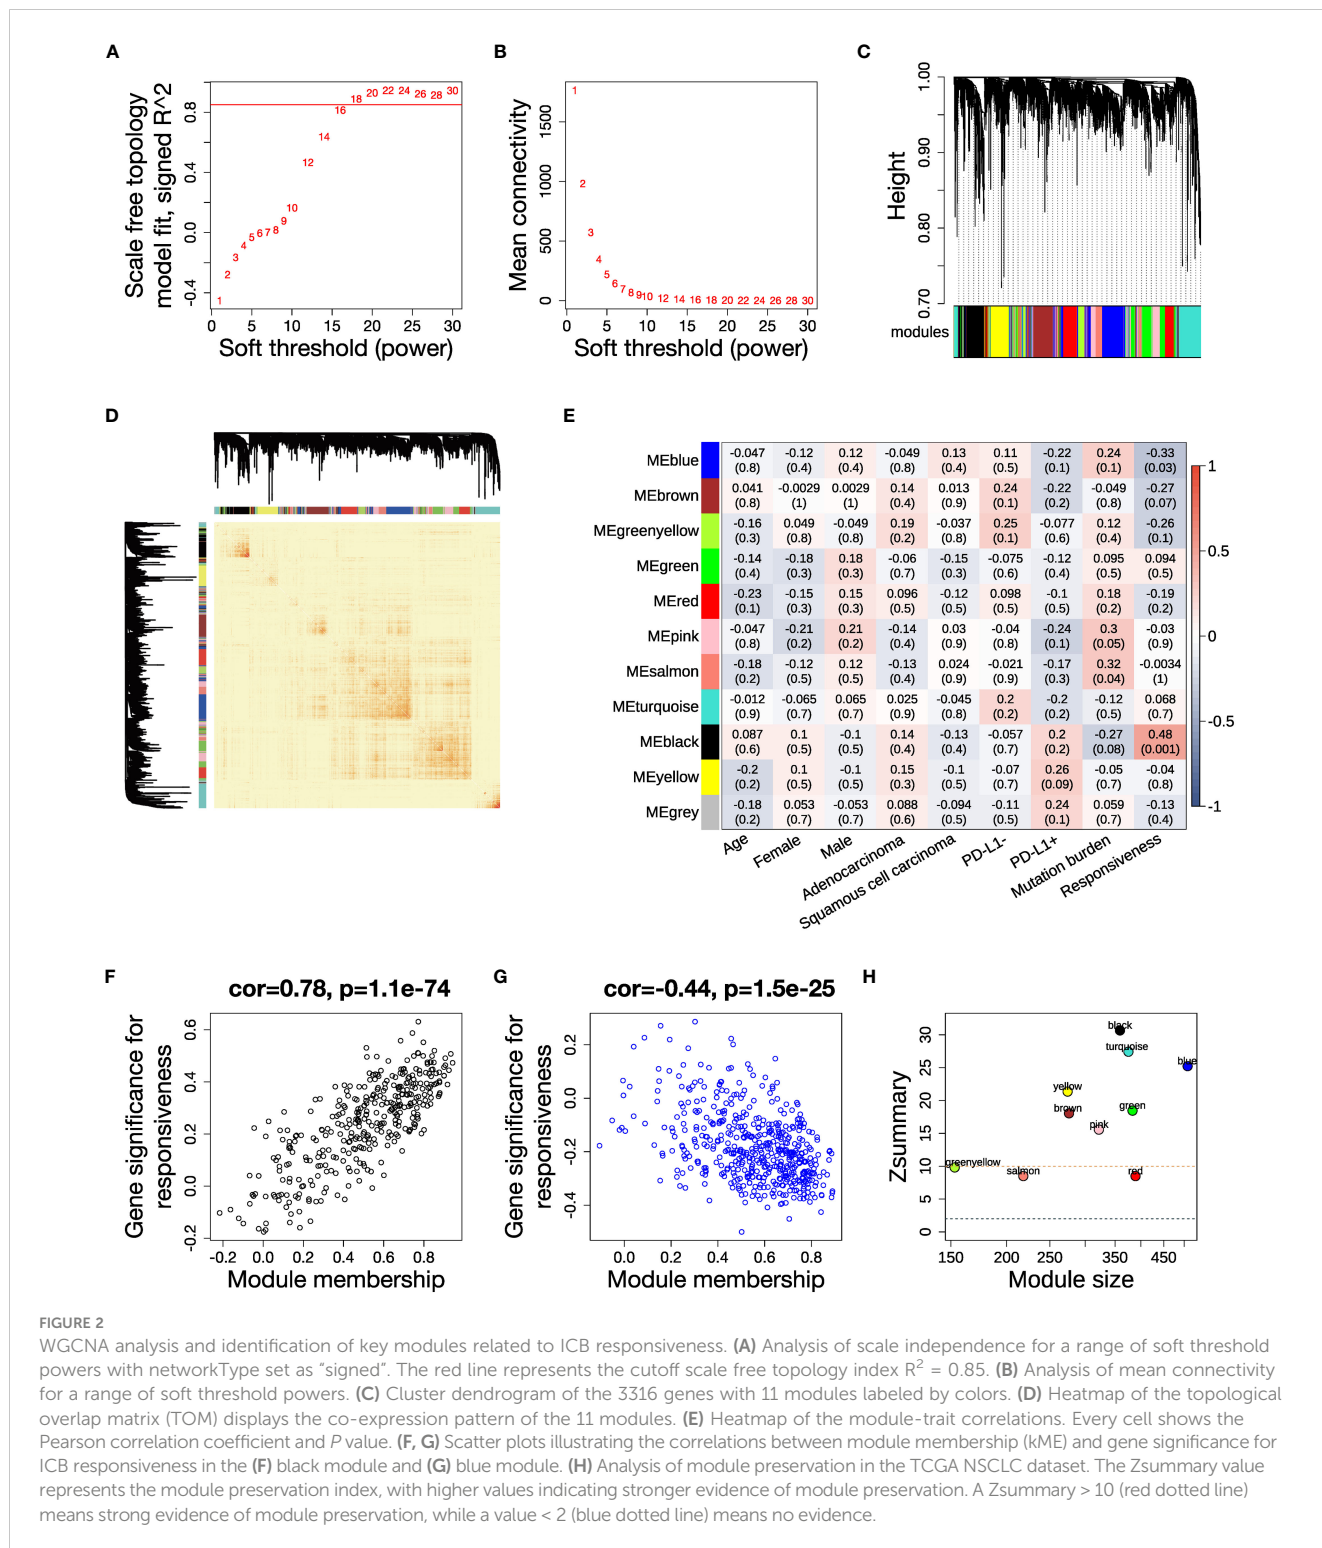 A
Scale free topology
model fit, signed R^2
0.8
0.4
0.0
-0.4
1 2 3 4 5 6 7 8 9 10 12 14 16 18 20 22 24 26 28 30
0 5 10 15 20 25 30
Soft threshold (power)
B
Mean connectivity
1500
1000
500
0
1 2 3 4 5 6 7 8 9 10 12 14 16 18 20 22 24 26 28 30
0 5 10 15 20 25 30
Soft threshold (power)
C
Height
1.00
0.90
0.80
0.70
modules
D
E
MEblue -0.047 -0.12 0.12 -0.049 0.13 0.11 -0.22 0.24 -0.33
(0.8) (0.4) (0.4) (0.8) (0.4) (0.5) (0.1) (0.1) (0.03)
MEbrown 0.041 -0.0029 0.0029 0.14 0.013 0.24 -0.22 -0.049 -0.27
(0.8) (1) (1) (0.4) (0.9) (0.1) (0.2) (0.8) (0.07)
MEgreenyellow -0.16 0.049 -0.049 0.19 -0.037 0.25 -0.077 0.12 -0.26
(0.3) (0.8) (0.8) (0.2) (0.8) (0.1) (0.6) (0.4) (0.1)
MEgreen -0.14 -0.18 0.18 -0.06 -0.15 -0.075 -0.12 0.095 0.094
(0.4) (0.3) (0.3) (0.7) (0.3) (0.6) (0.4) (0.5) (0.5)
MEred -0.23 -0.15 0.15 0.096 -0.12 0.098 -0.1 0.18 -0.19
(0.1) (0.3) (0.3) (0.5) (0.5) (0.5) (0.5) (0.2) (0.2)
MEpink -0.047 -0.21 0.21 -0.14 0.03 -0.04 -0.24 0.3 -0.03
(0.8) (0.2) (0.2) (0.4) (0.9) (0.8) (0.1) (0.05) (0.9)
MEsalmon -0.18 -0.12 0.12 -0.13 0.024 -0.021 -0.17 0.32 -0.0034
(0.2) (0.5) (0.5) (0.4) (0.9) (0.9) (0.3) (0.04) (1)
MEturquoise -0.012 -0.065 0.065 0.025 -0.045 0.2 -0.2 -0.12 0.068
(0.9) (0.7) (0.7) (0.9) (0.8) (0.2) (0.2) (0.5) (0.7)
MEblack 0.087 0.1 -0.1 0.14 -0.13 -0.057 0.2 -0.27 0.48
(0.6) (0.5) (0.5) (0.4) (0.4) (0.7) (0.2) (0.08) (0.001)
MEyellow -0.2 0.1 -0.1 0.15 -0.1 -0.07 0.26 -0.05 -0.04
(0.2) (0.5) (0.5) (0.3) (0.5) (0.7) (0.09) (0.7) (0.8)
MEgrey -0.18 0.053 -0.053 0.088 -0.094 -0.11 0.24 0.059 -0.13
(0.2) (0.7) (0.7) (0.6) (0.5) (0.5) (0.1) (0.7) (0.4)
Age Female Male Adenocarcinoma Squamous cell carcinoma PD-L1- PD-L1+ Mutation burden Responsiveness
1
0.5
0
-0.5
-1
F
cor=0.78, p=1.1e-74
Gene significance for
responsiveness
0.6
0.4
0.2
0.0
-0.2
-0.2 0.0 0.2 0.4 0.6 0.8
Module membership
G
cor=-0.44, p=1.5e-25
Gene significance for
responsiveness
0.2
0.0
-0.2
-0.4
0.0 0.2 0.4 0.6 0.8
Module membership
H
Zsummary
30
25
20
15
10
5
0
black
turquoise
blue
yellow
brown
green
pink
greenyellow
salmon
red
150 200 250 350 450
Module size
FIGURE 2
WGCNA analysis and identification of key modules related to ICB responsiveness. (A) Analysis of scale independence for a range of soft threshold
powers with networkType set as “signed”. The red line represents the cutoff scale free topology index R² = 0.85. (B) Analysis of mean connectivity
for a range of soft threshold powers. (C) Cluster dendrogram of the 3316 genes with 11 modules labeled by colors. (D) Heatmap of the topological
overlap matrix (TOM) displays the co-expression pattern of the 11 modules. (E) Heatmap of the module-trait correlations. Every cell shows the
Pearson correlation coefficient and P value. (F, G) Scatter plots illustrating the correlations between module membership (kME) and gene significance for
ICB responsiveness in the (F) black module and (G) blue module. (H) Analysis of module preservation in the TCGA NSCLC dataset. The Zsummary value
represents the module preservation index, with higher values indicating stronger evidence of module preservation. A Zsummary > 10 (red dotted line)
means strong evidence of module preservation, while a value < 2 (blue dotted line) means no evidence.